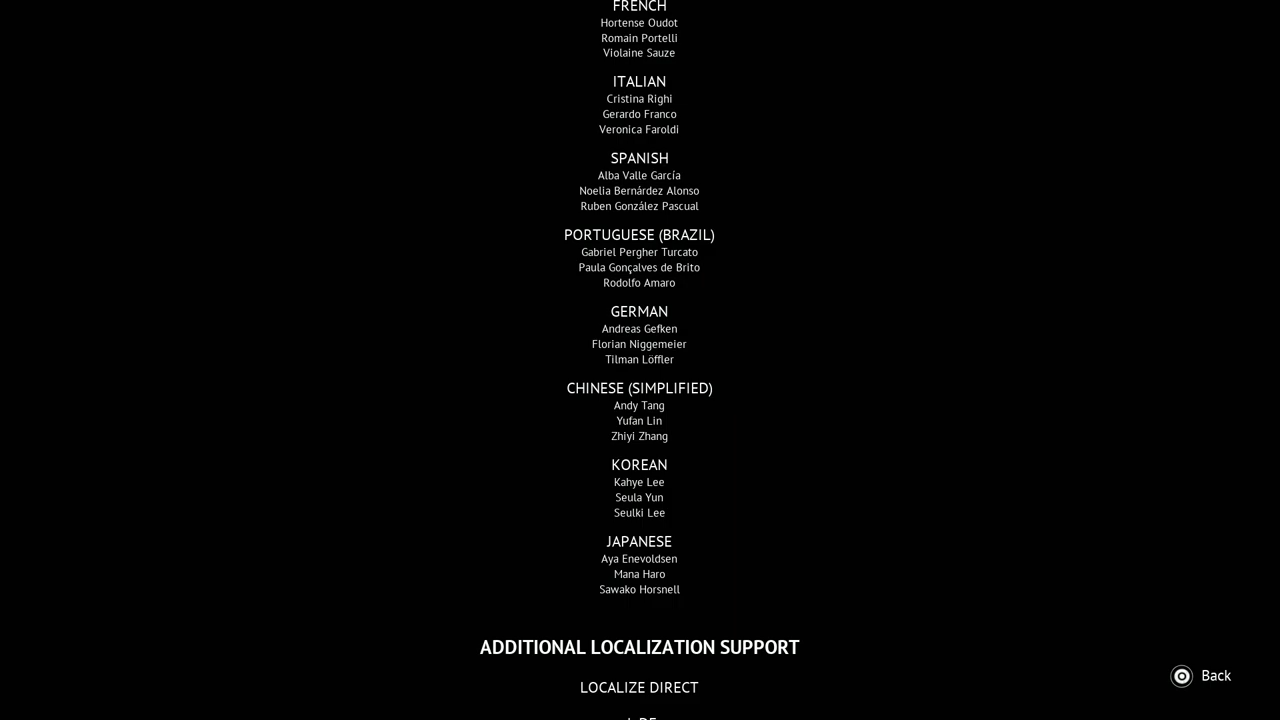 FRENCH
Hortense Oudot
Romain Portelli
Violaine Sauze
ITALIAN
Cristina Righi
Gerardo Franco
Veronica Faroldi
SPANISH
Alba Valle García
Noelia Bernárdez Alonso
Ruben González Pascual
PORTUGUESE (BRAZIL)
Gabriel Pergher Turcato
Paula Gonçalves de Brito
Rodolfo Amaro
GERMAN
Andreas Gefken
Florian Niggemeier
Tilman Löffler
CHINESE (SIMPLIFIED)
Andy Tang
Yufan Lin
Zhiyi Zhang
KOREAN
Kahye Lee
Seula Yun
Seulki Lee
JAPANESE
Aya Enevoldsen
Mana Haro
Sawako Horsnell
ADDITIONAL LOCALIZATION SUPPORT
Back
LOCALIZE DIRECT